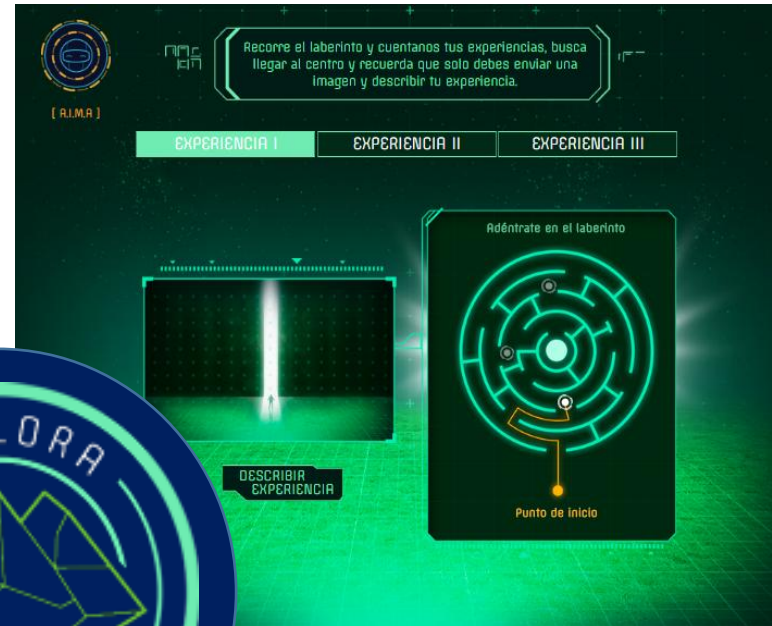 Recorre el laberinto y cuentanos tus experiencias, busca
llegar al centro y recuerda que solo debes enviar una
imagen y describir tu experiencia.
[ A.I.M.A ]
EXPERIENCIA I
EXPERIENCIA II
EXPERIENCIA III
Adéntrate en el laberinto
DESCRIBIR
EXPERIENCIA
Punto de inicio
LORA